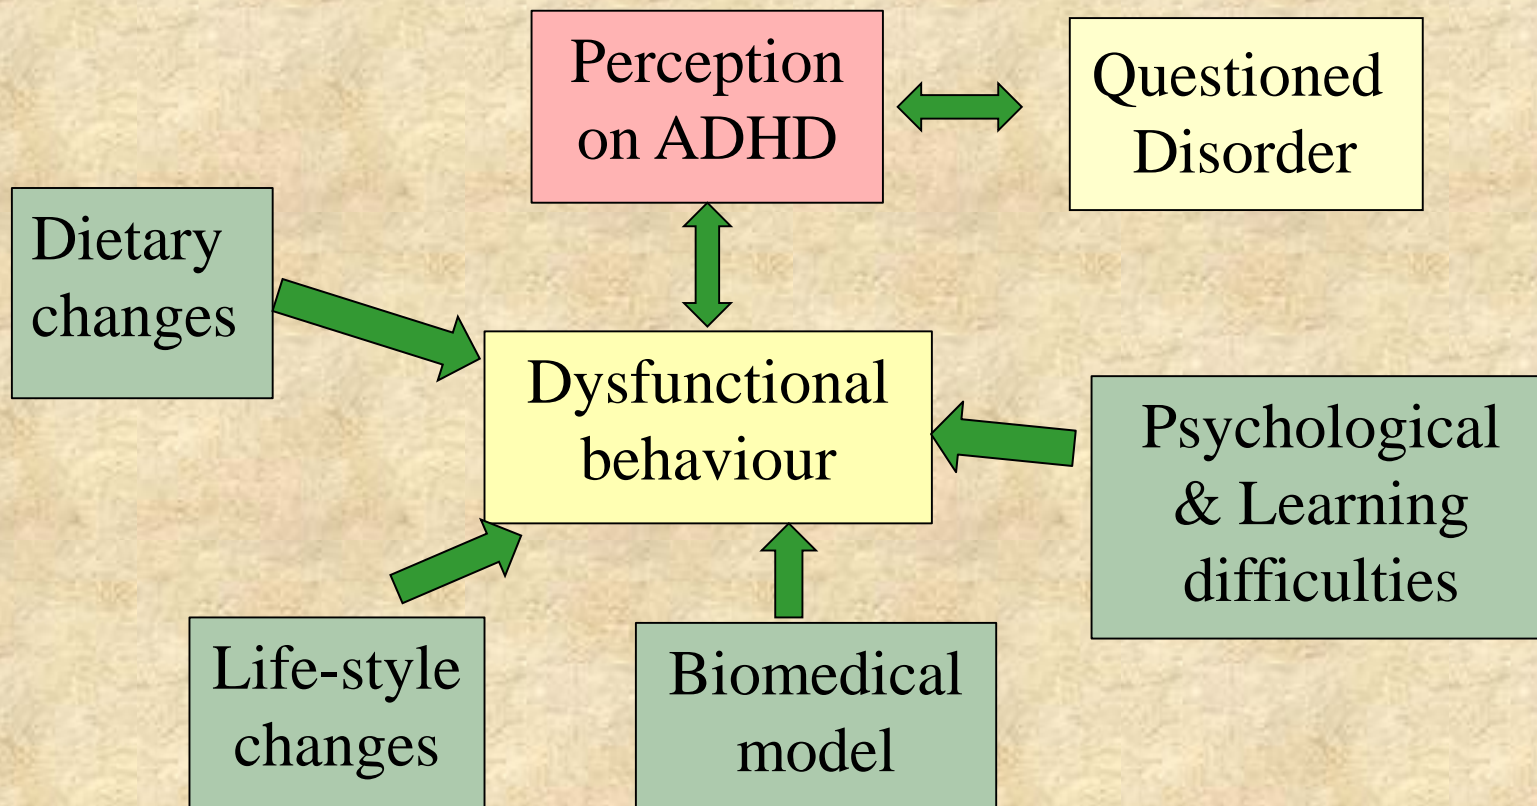 Perception
on ADHD
Questioned
Disorder
Dietary
changes
Dysfunctional
behaviour
Psychological
& Learning
difficulties
Life-style
changes
Biomedical
model